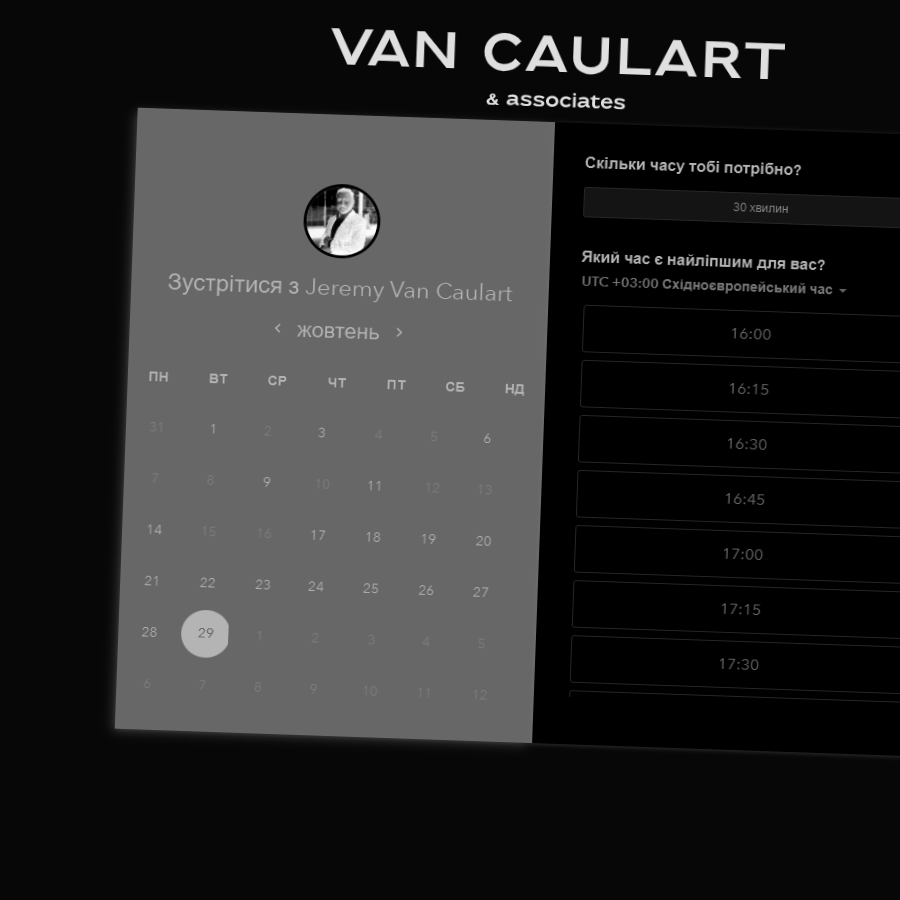 VAN CAULART
& associates
Зустрітися з Jeremy Van Caulart
жовтень
ПН ВТ СР ЧТ ПТ СБ НД
31 1 2 3 4 5 6
7 8 9 10 11 12 13
14 15 16 17 18 19 20
21 22 23 24 25 26 27
28 29 1 2 3 4 5
6 7 8 9 10 11 12
Скільки часу тобі потрібно?
30 хвилин
Який час є найліпшим для вас?
UTC +03:00 Східноєвропейський час
16:00
16:15
16:30
16:45
17:00
17:15
17:30